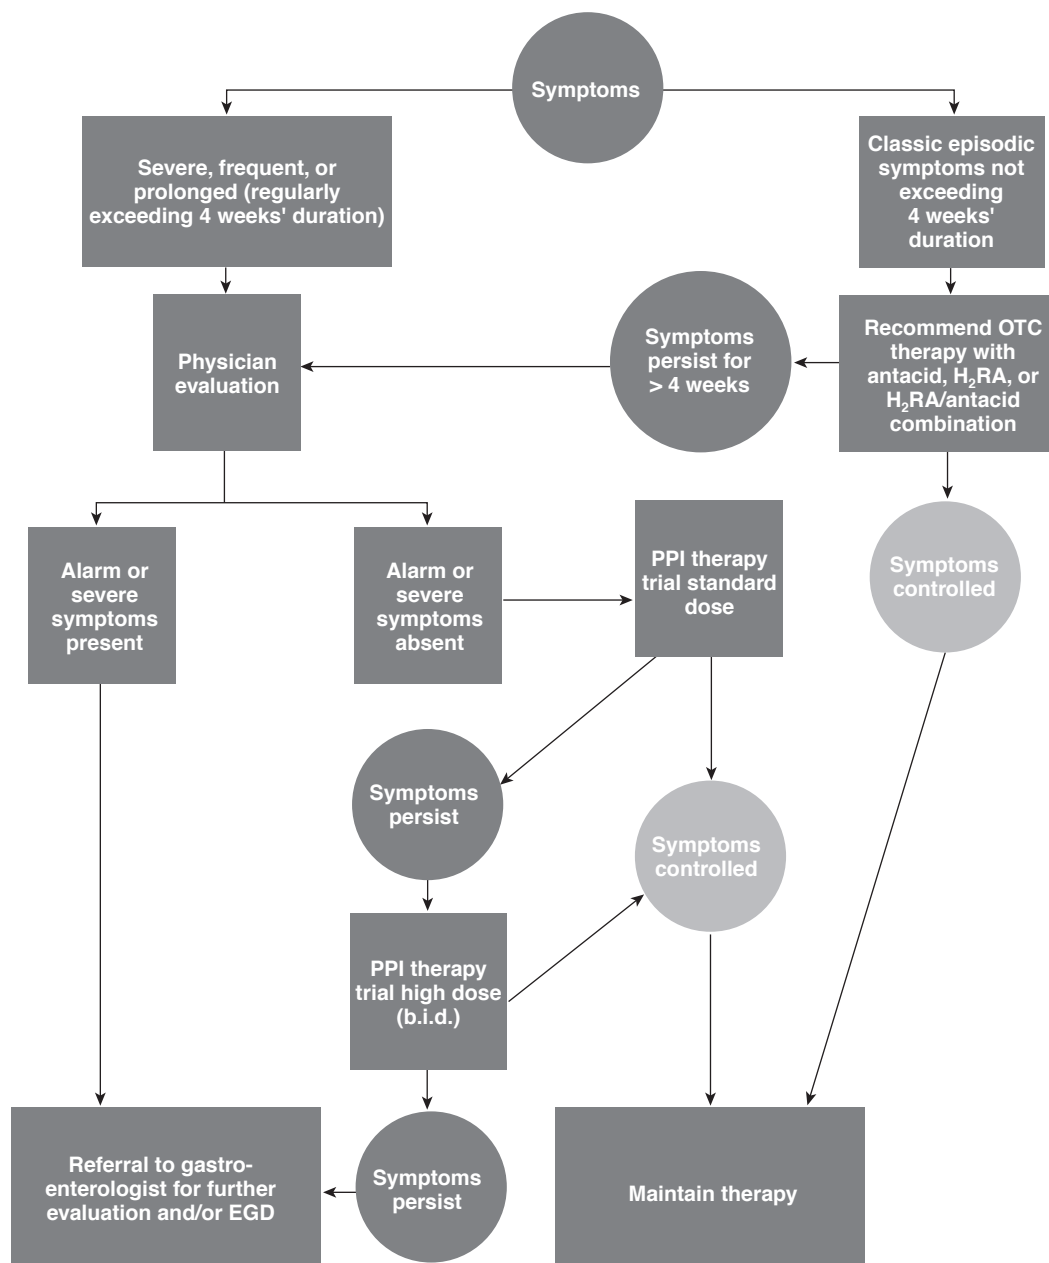 Symptoms
Severe, frequent, or
prolonged (regularly
exceeding 4 weeks' duration)
Classic episodic
symptoms not
exceeding
4 weeks'
duration
Physician
evaluation
Symptoms
persist for
> 4 weeks
Recommend OTC
therapy with
antacid, H₂RA, or
H₂RA/antacid
combination
Alarm or
severe
symptoms
present
Alarm or
severe
symptoms
absent
PPI therapy
trial standard
dose
Symptoms
controlled
Symptoms
persist
Symptoms
controlled
PPI therapy
trial high dose
(b.i.d.)
Referral to gastro-
enterologist for further
evaluation and/or EGD
Symptoms
persist
Maintain therapy